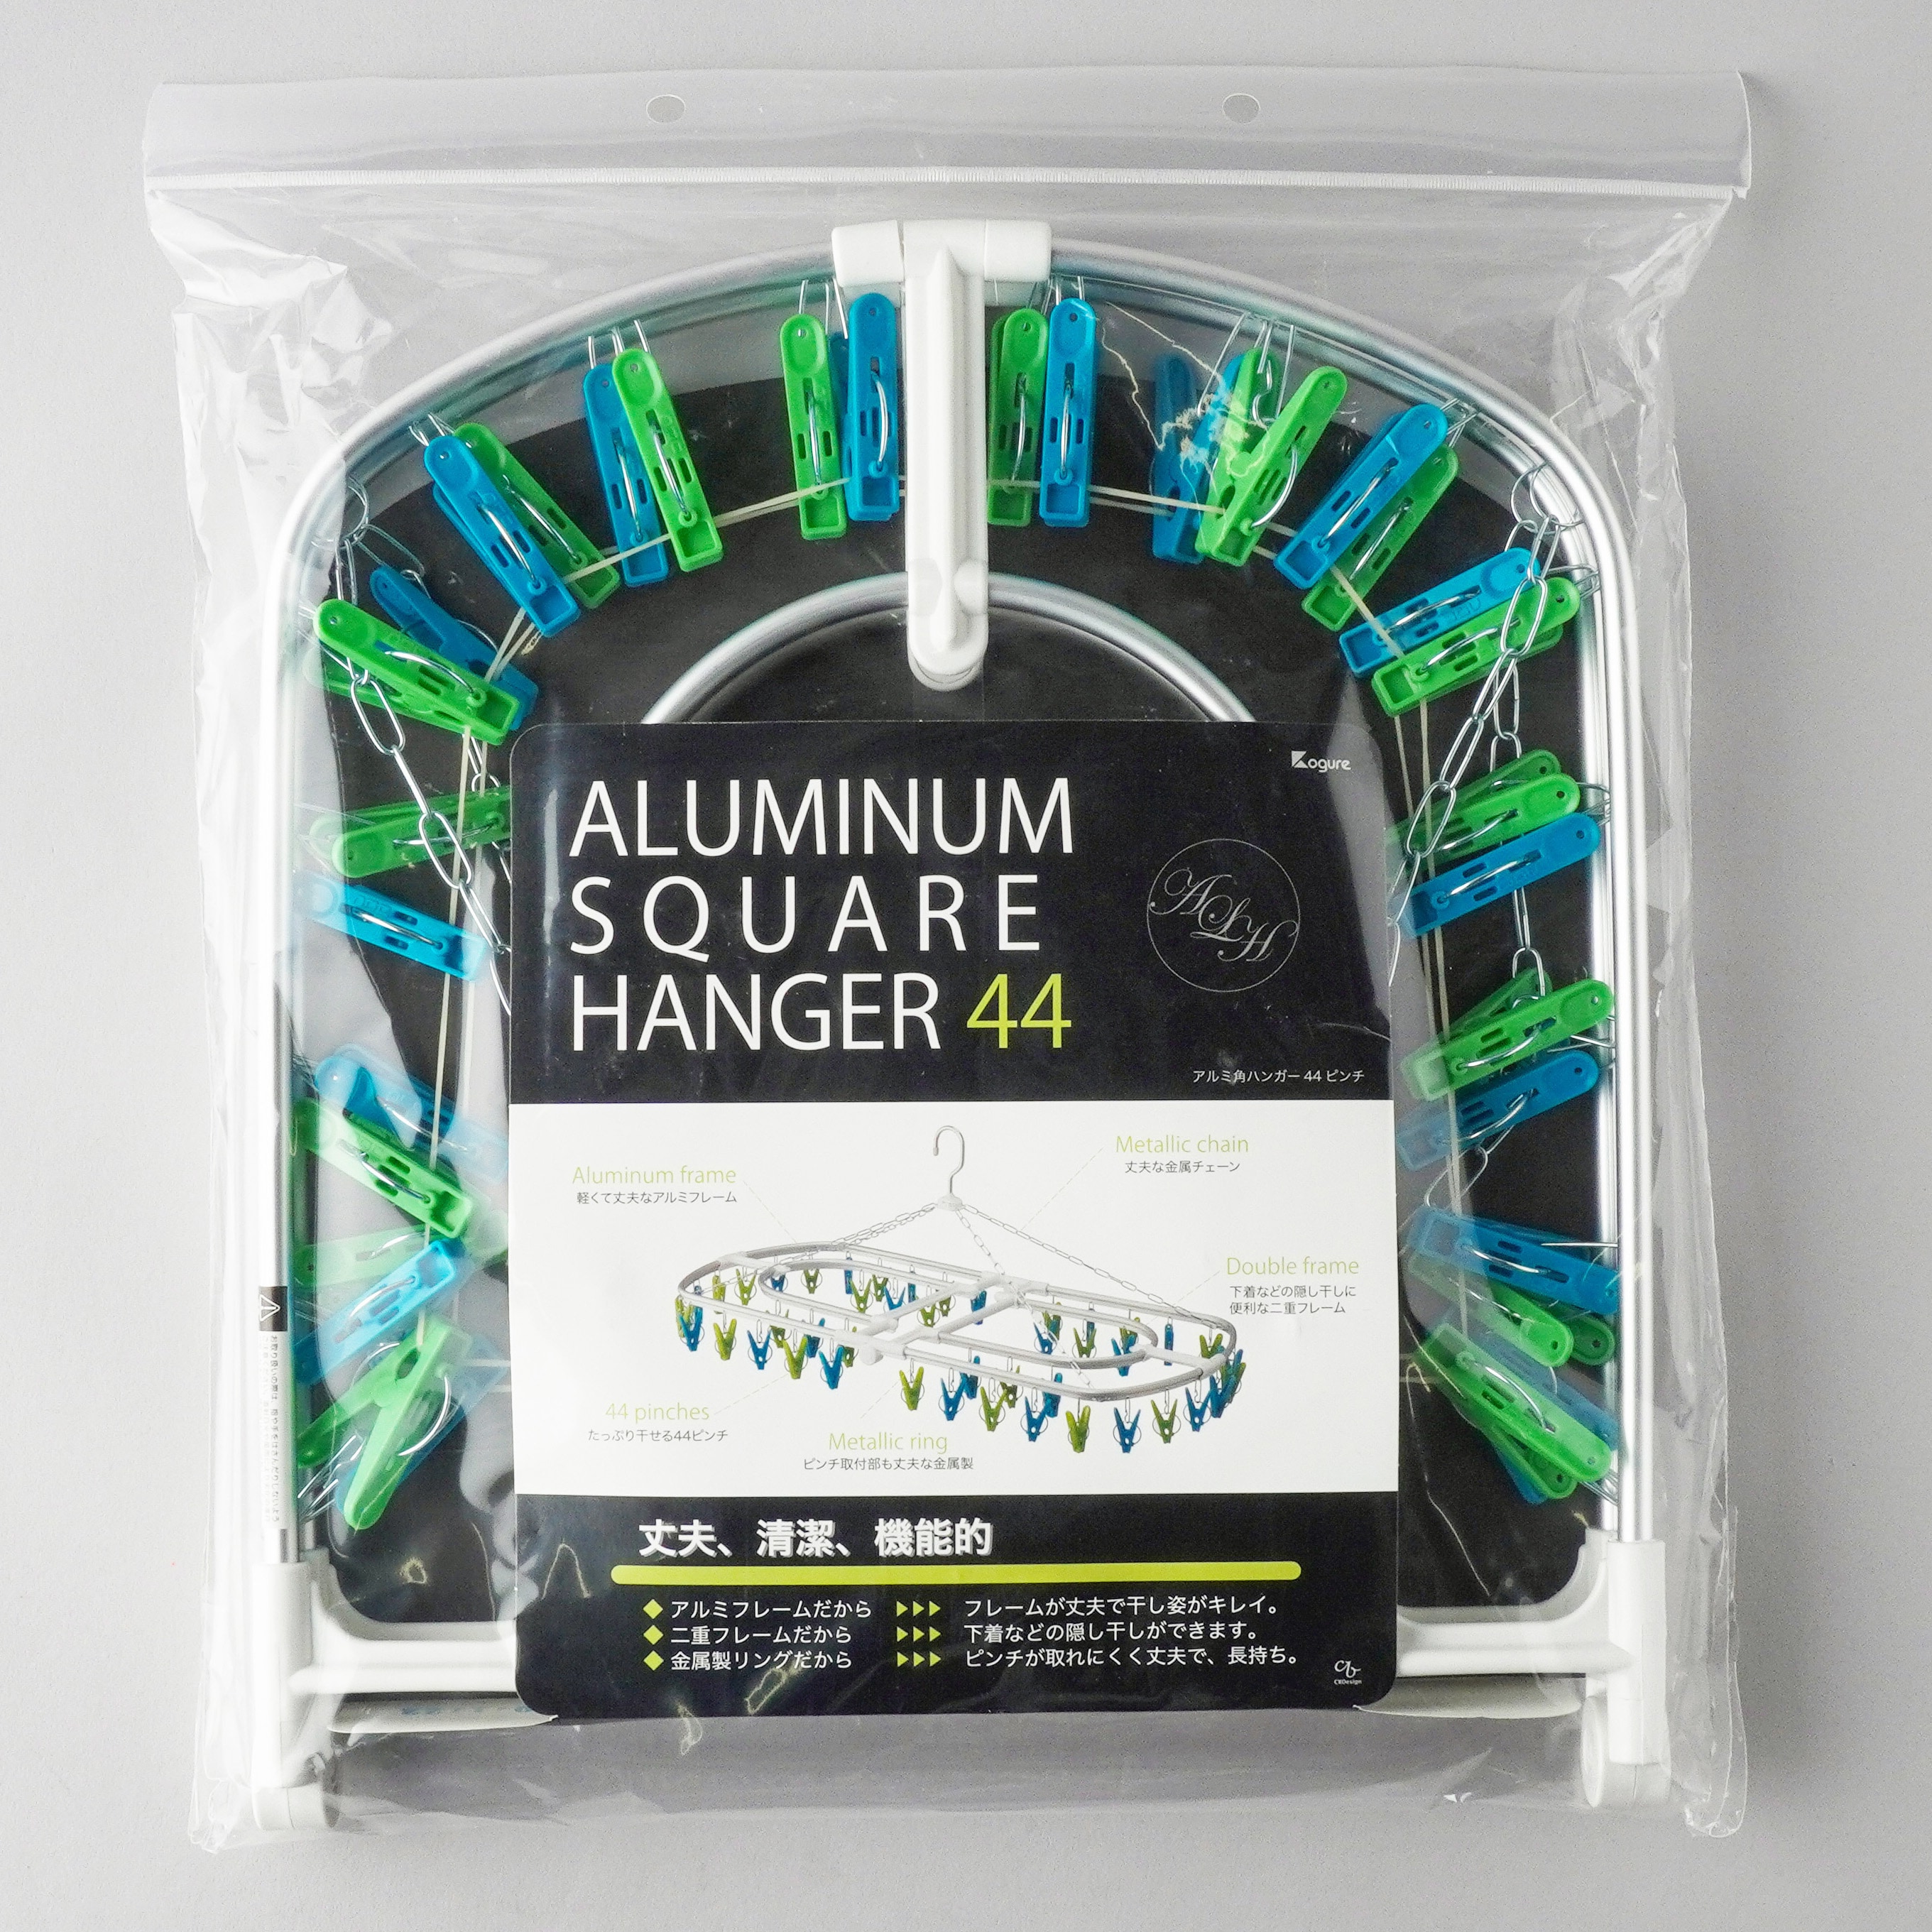 Kogure
ALUMINUM
SQUARE
HANGER 44
ALH
アルミ角ハンガー 44 ピンチ
Metallic chain
丈夫な金属チェーン
Aluminum frame
軽くて丈夫なアルミフレーム
Double frame
下着などの隠し干しに
便利な二重フレーム
44 pinches
たっぷり干せる44ピンチ
Metallic ring
ピンチ取付部も丈夫な金属製
丈夫、清潔、機能的
◆ アルミフレームだから ▶▶▶ フレームが丈夫で干し姿がキレイ。
◆ 二重フレームだから ▶▶▶ 下着などの隠し干しができます。
◆ 金属製リングだから ▶▶▶ ピンチが取れにくく丈夫で、長持ち。
CBDesign